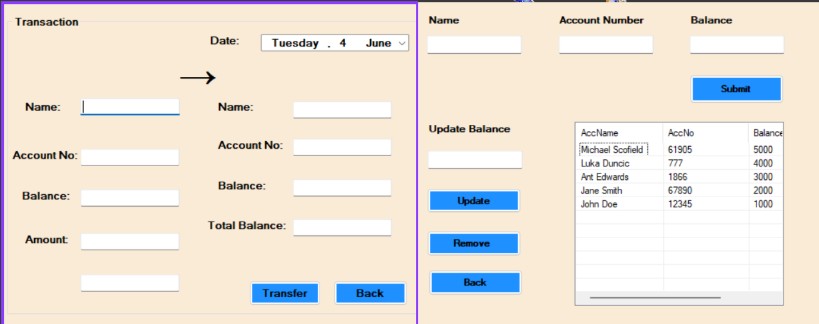 Transaction
Date: Tuesday , 4 June
Name: Name:
Account No: Account No:
Balance: Balance:
Amount: Total Balance:
Transfer Back
Name Account Number Balance
Submit
Update Balance
Update
Remove
Back
AccName AccNo Balance
Michael Scofield 61905 5000
Luka Duncic 777 4000
Ant Edwards 1866 3000
Jane Smith 67890 2000
John Doe 12345 1000